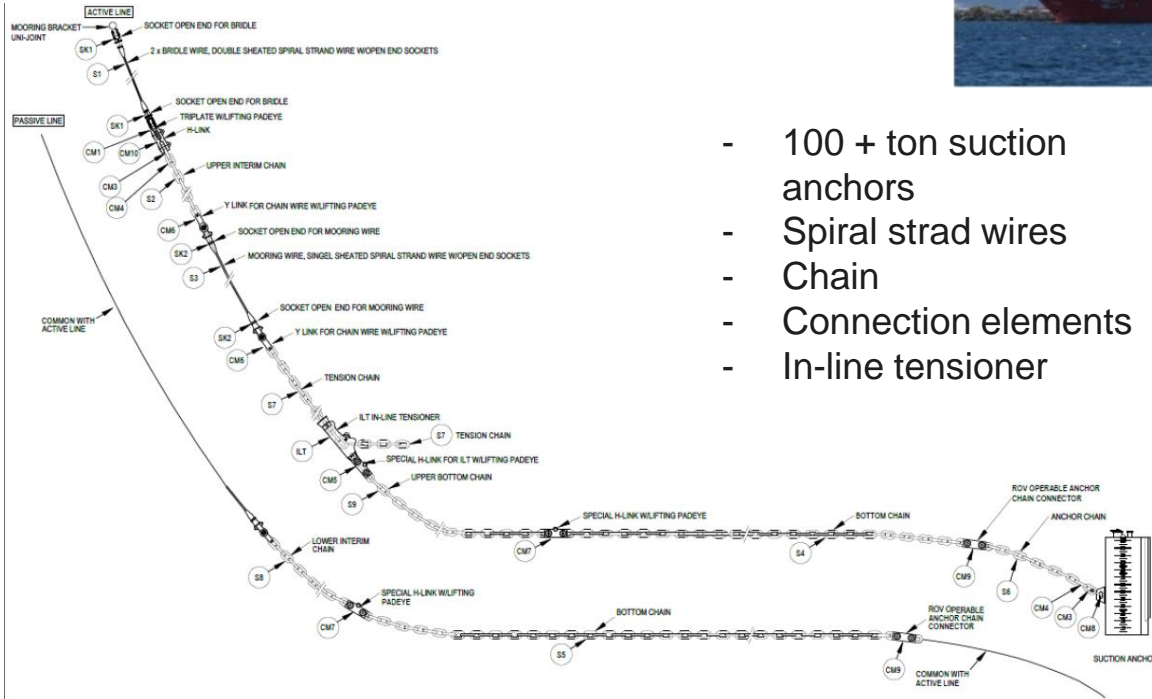 ACTIVE LINE
MOORING BRACKET
UNI-JOINT
SOCKET OPEN END FOR BRIDLE
SK1
2 x BRIDLE WIRE, DOUBLE SHEATED SPIRAL STRAND WIRE W/OPEN END SOCKETS
S1
SOCKET OPEN END FOR BRIDLE
SK1
TRIPLATE W/LIFTING PADEYE
H-LINK
PASSIVE LINE
CM1
CM10
CM3
CM4
UPPER INTERIM CHAIN
S2
Y LINK FOR CHAIN WIRE W/LIFTING PADEYE
CM6
SOCKET OPEN END FOR MOORING WIRE
SK2
MOORING WIRE, SINGEL SHEATED SPIRAL STRAND WIRE W/OPEN END SOCKETS
S3
COMMON WITH
ACTIVE LINE
SOCKET OPEN END FOR MOORING WIRE
SK2
Y LINK FOR CHAIN WIRE W/LIFTING PADEYE
CM6
TENSION CHAIN
S7
ILT IN-LINE TENSIONER
S7
TENSION CHAIN
ILT
SPECIAL H-LINK FOR ILT W/LIFTING PADEYE
CM5
UPPER BOTTOM CHAIN
S9
SPECIAL H-LINK W/LIFTING PADEYE
CM7
BOTTOM CHAIN
S4
ROV OPERABLE ANCHOR
CHAIN CONNECTOR
CM9
ANCHOR CHAIN
S6
CM4
CM3
CM8
SUCTION ANCHO
LOWER INTERIM
CHAIN
S8
SPECIAL H-LINK W/LIFTING
PADEYE
CM7
BOTTOM CHAIN
S5
ROV OPERABLE
ANCHOR CHAIN
CONNECTOR
CM9
COMMON WITH
ACTIVE LINE
- 100 + ton suction
anchors
- Spiral strad wires
- Chain
- Connection elements
- In-line tensioner